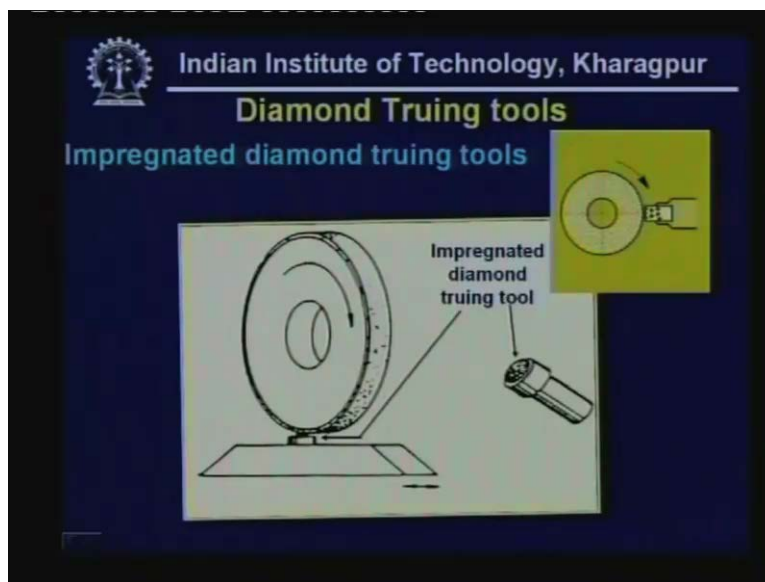 Indian Institute of Technology, Kharagpur
Diamond Truing tools
Impregnated diamond truing tools
Impregnated
diamond
truing tool